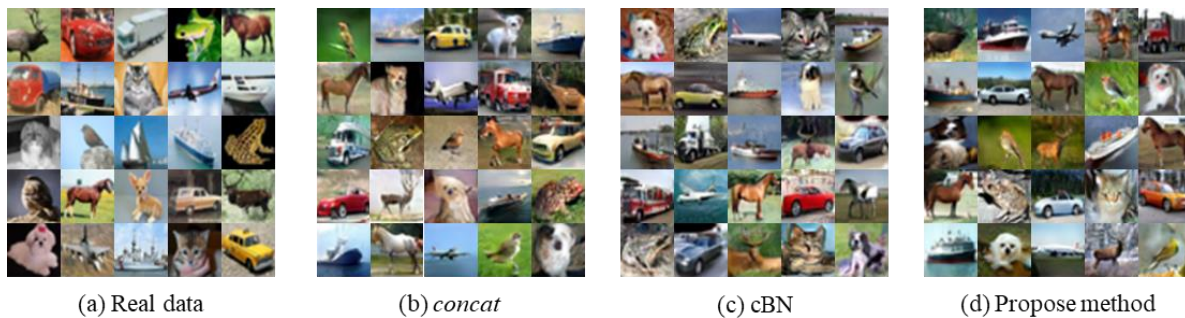 (a) Real data
(b) concat
(c) cBN
(d) Propose method